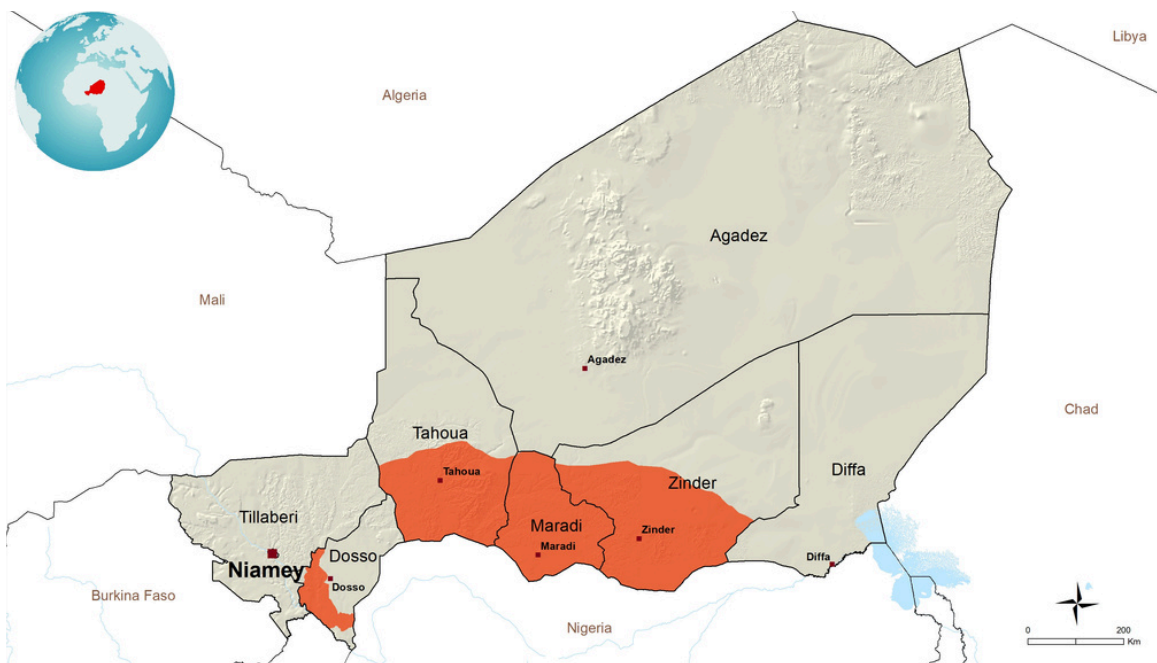 Libya
Algeria
Agadez
Mali
Agadez
Chad
Tahoua
Tahoua
Diffa
Zinder
Tillaberi
Maradi
Zinder
Maradi
Niamey
Dosso
Dosso
Diffa
Burkina Faso
Nigeria
0 200
Km